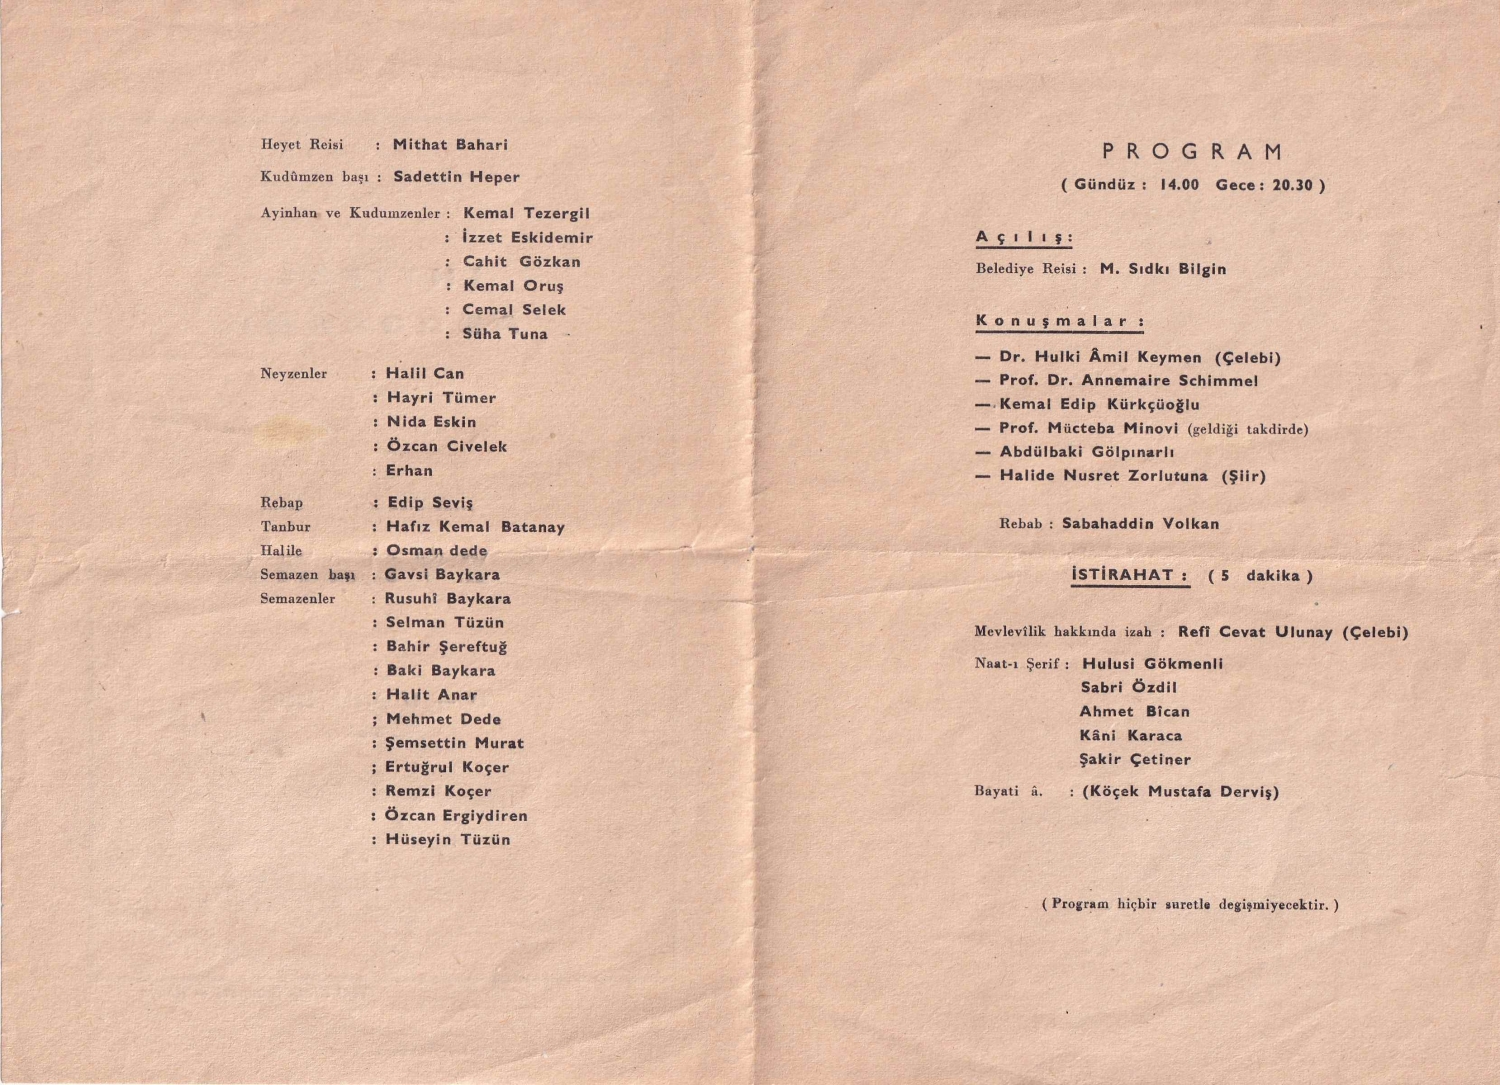 Heyet Reisi : Mithat Bahari
Kudûmzen başı : Sadettin Heper
Ayinhan ve Kudumzenler : Kemal Tezergil
: İzzet Eskidemir
: Cahit Gözkan
: Kemal Oruş
: Cemal Selek
: Süha Tuna
Neyzenler : Halil Can
: Hayri Tümer
: Nida Eskin
: Özcan Civelek
: Erhan
Rebap : Edip Seviş
Tanbur : Hafız Kemal Batanay
Halile : Osman dede
Semazen başı : Gavsi Baykara
Semazenler : Rusuhî Baykara
: Selman Tüzün
: Bahir Şereftuğ
: Baki Baykara
: Halit Anar
; Mehmet Dede
: Şemsettin Murat
; Ertuğrul Koçer
: Remzi Koçer
: Özcan Ergiydiren
: Hüseyin Tüzün
PROGRAM
( Gündüz : 14.00 Gece : 20.30 )
Açılış:
Belediye Reisi : M. Sıdkı Bilgin
Konuşmalar :
— Dr. Hulki Âmil Keymen (Çelebi)
— Prof. Dr. Annemaire Schimmel
— Kemal Edip Kürkçüoğlu
— Prof. Mücteba Minovi (geldiği takdirde)
— Abdülbaki Gölpınarlı
— Halide Nusret Zorlutuna (Şiir)
Rebab : Sabahaddin Volkan
İSTİRAHAT : ( 5 dakika )
Mevlevîlik hakkında izah : Refî Cevat Ulunay (Çelebi)
Naat-ı Şerif : Hulusi Gökmenli
Sabri Özdil
Ahmet Bîcan
Kâni Karaca
Şakir Çetiner
Bayati â. : (Köçek Mustafa Derviş)
( Program hiçbir suretle degişmiyecektir. )